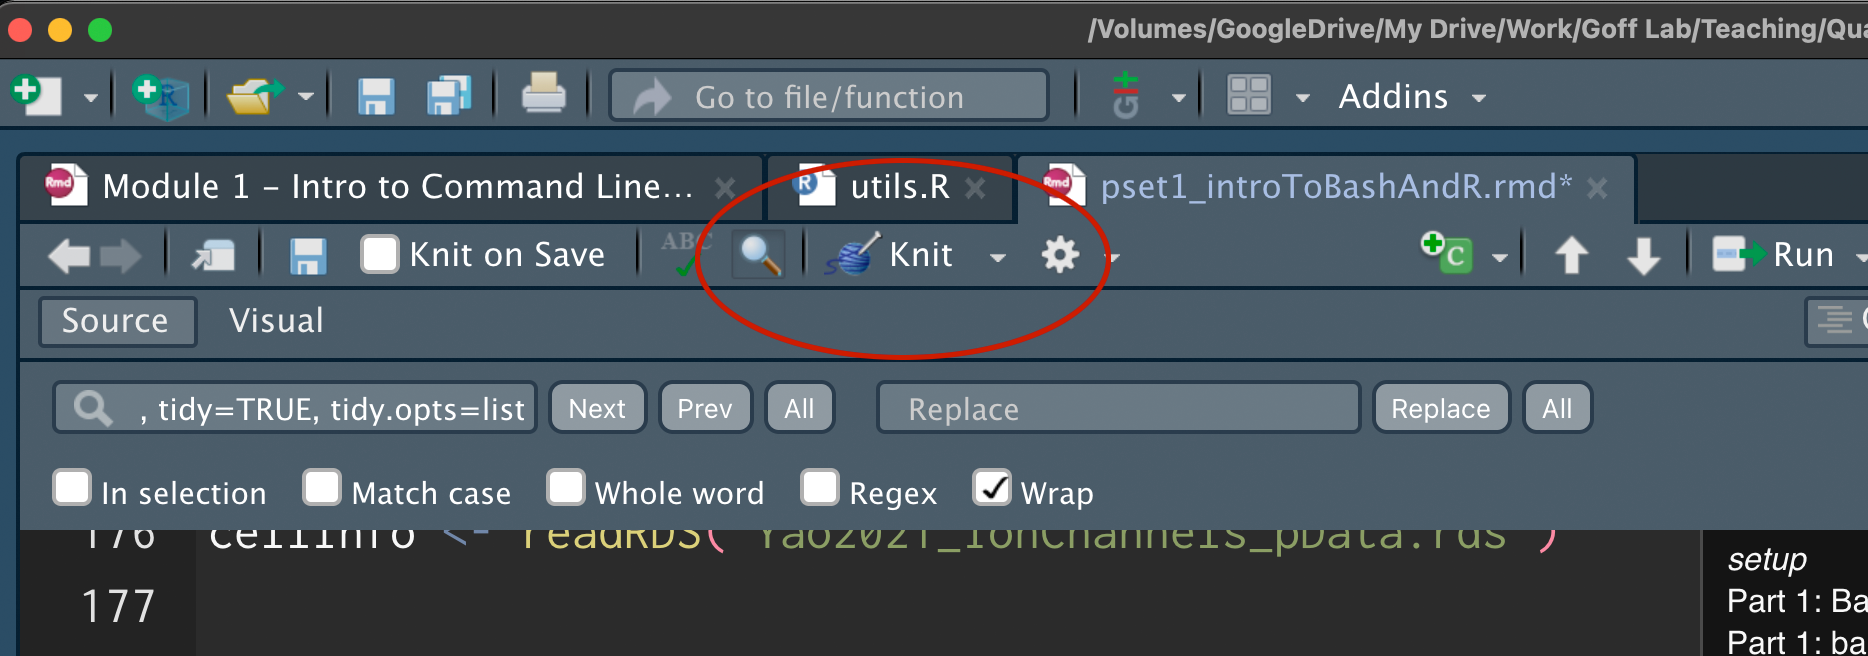 /Volumes/GoogleDrive/My Drive/Work/Goff Lab/Teaching/Qua
R Go to file/function GIt Addins
Rmd Module 1 – Intro to Command Line... R utils.R Rmd pset1_introToBashAndR.rmd*
Knit on Save ABC Knit C Run
Source Visual
, tidy=TRUE, tidy.opts=list Next Prev All Replace Replace All
In selection Match case Whole word Regex Wrap
176 cellinfo <- readRDS("Yao2021_IonChannels_pData.rds")
177
setup
Part 1: Ba
Part 1: ba